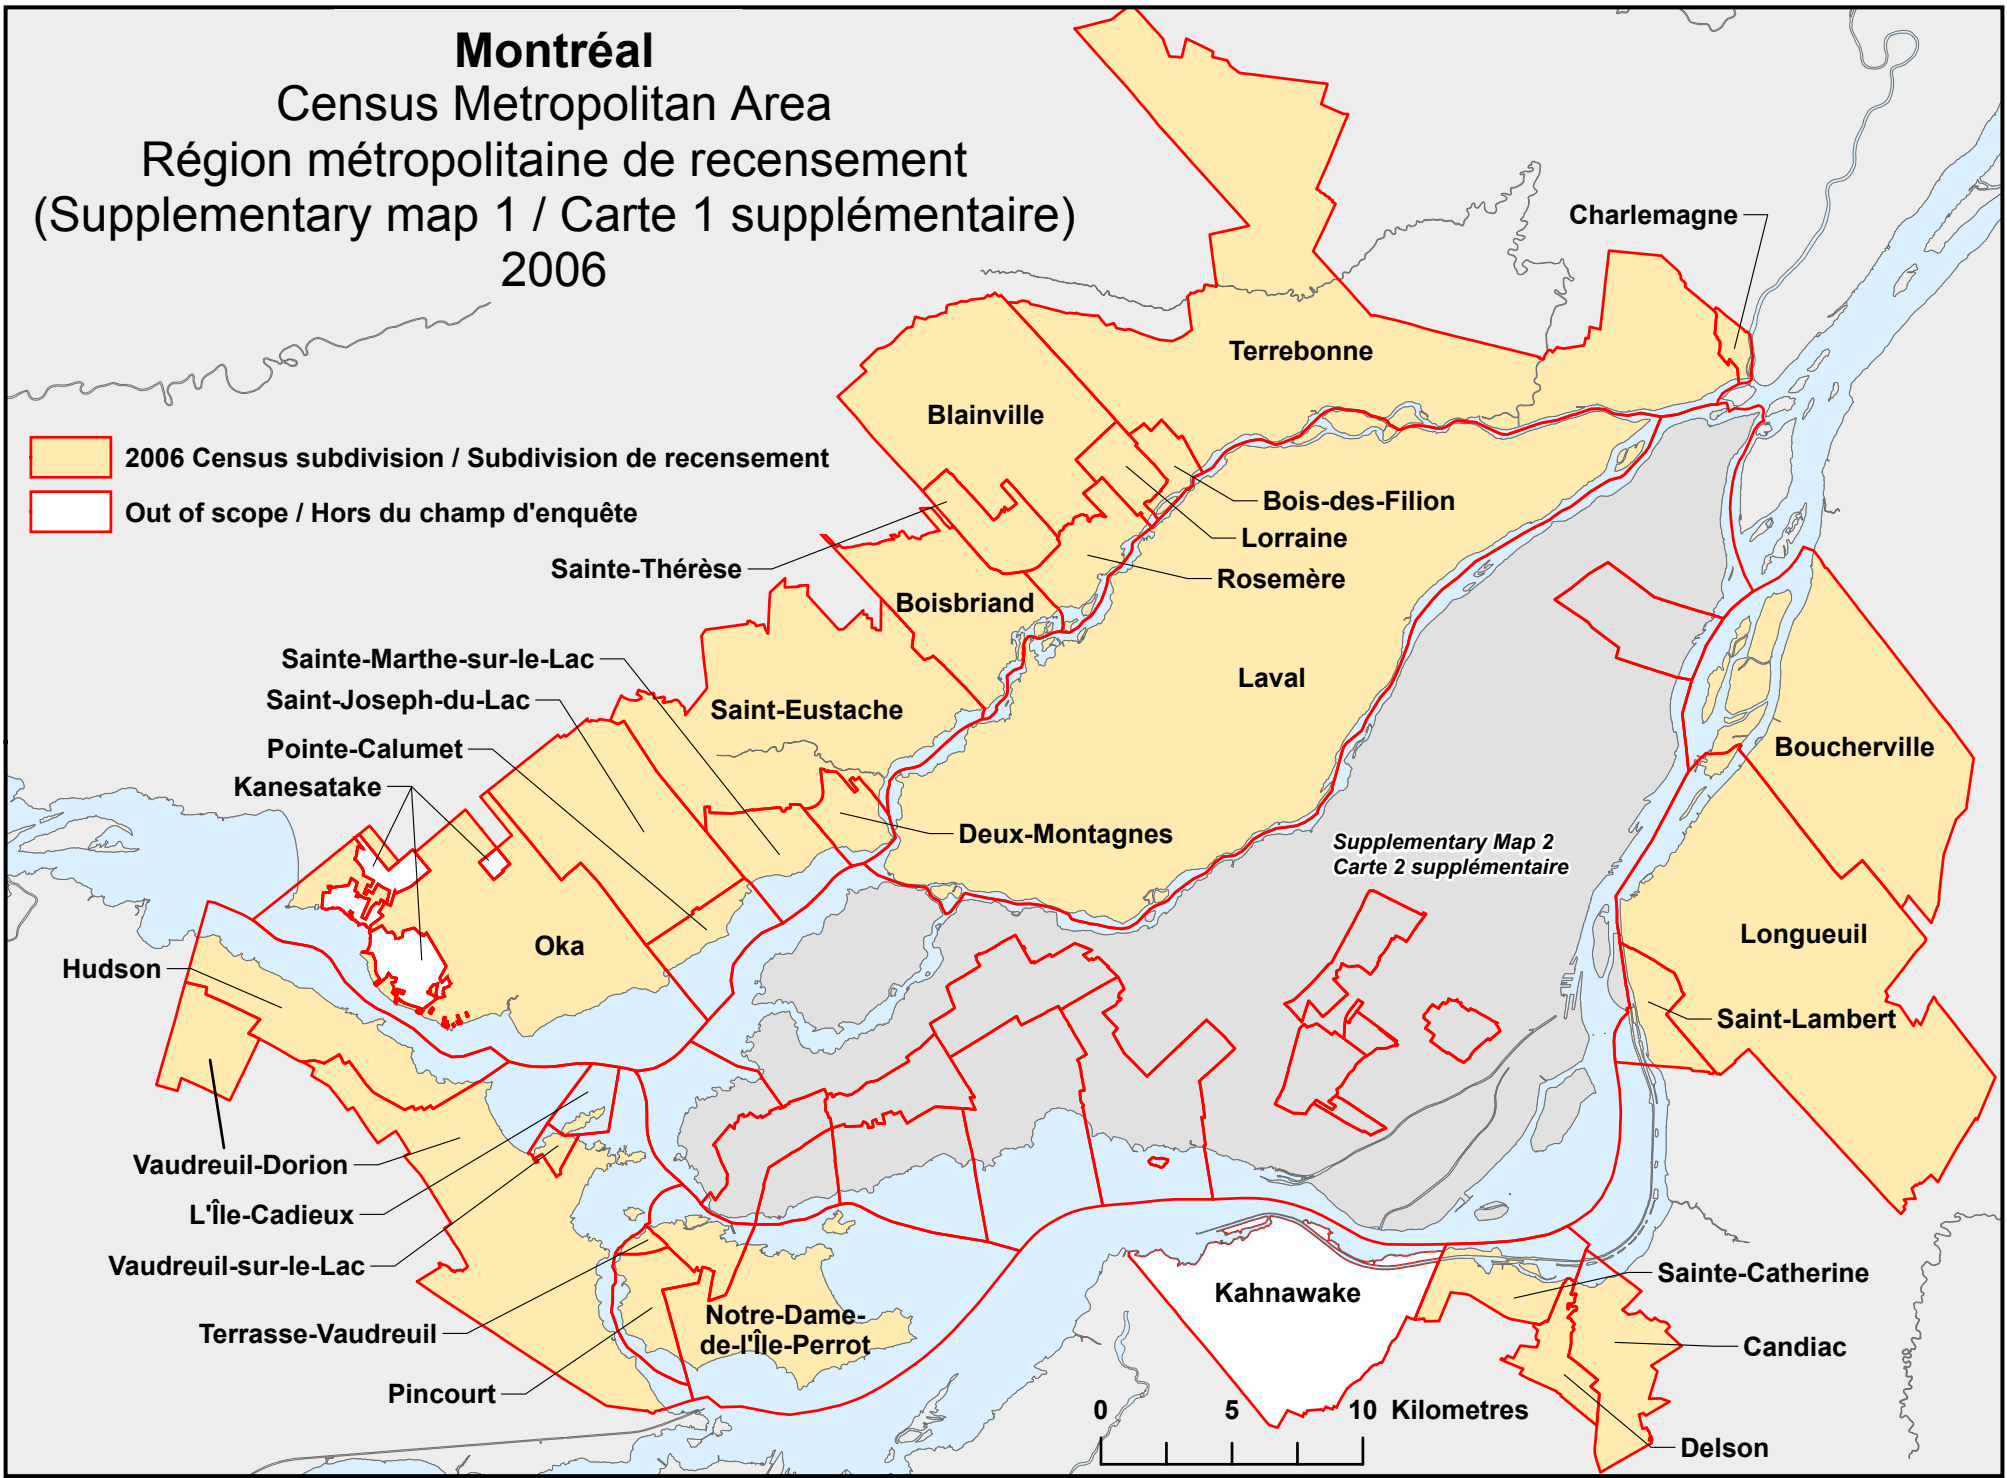 Montréal
Census Metropolitan Area
Région métropolitaine de recensement
(Supplementary map 1 / Carte 1 supplémentaire)
2006
Charlemagne
Terrebonne
Blainville
2006 Census subdivision / Subdivision de recensement
Out of scope / Hors du champ d'enquête
Bois-des-Filion
Lorraine
Sainte-Thérèse
Rosemère
Boisbriand
Sainte-Marthe-sur-le-Lac
Laval
Saint-Joseph-du-Lac
Saint-Eustache
Pointe-Calumet
Boucherville
Kanesatake
Deux-Montagnes
Supplementary Map 2
Carte 2 supplémentaire
Oka
Longueuil
Hudson
Saint-Lambert
Vaudreuil-Dorion
L'Île-Cadieux
Vaudreuil-sur-le-Lac
Sainte-Catherine
Kahnawake
Notre-Dame-
de-l'Île-Perrot
Terrasse-Vaudreuil
Candiac
Pincourt
0 5 10 Kilometres
Delson